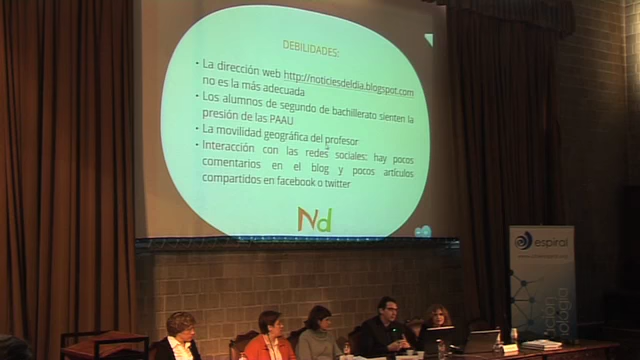 DEBILIDADES:
• La dirección web http://noticiesdeldia.blogspot.com
no es la más adecuada
• Los alumnos de segundo de bachillerato sienten la
presión de las PAAU
• La movilidad geográfica del profesor
• Interacción con las redes sociales: hay pocos
comentarios en el blog y pocos artículos
compartidos en facebook o twitter
Nd
espiral